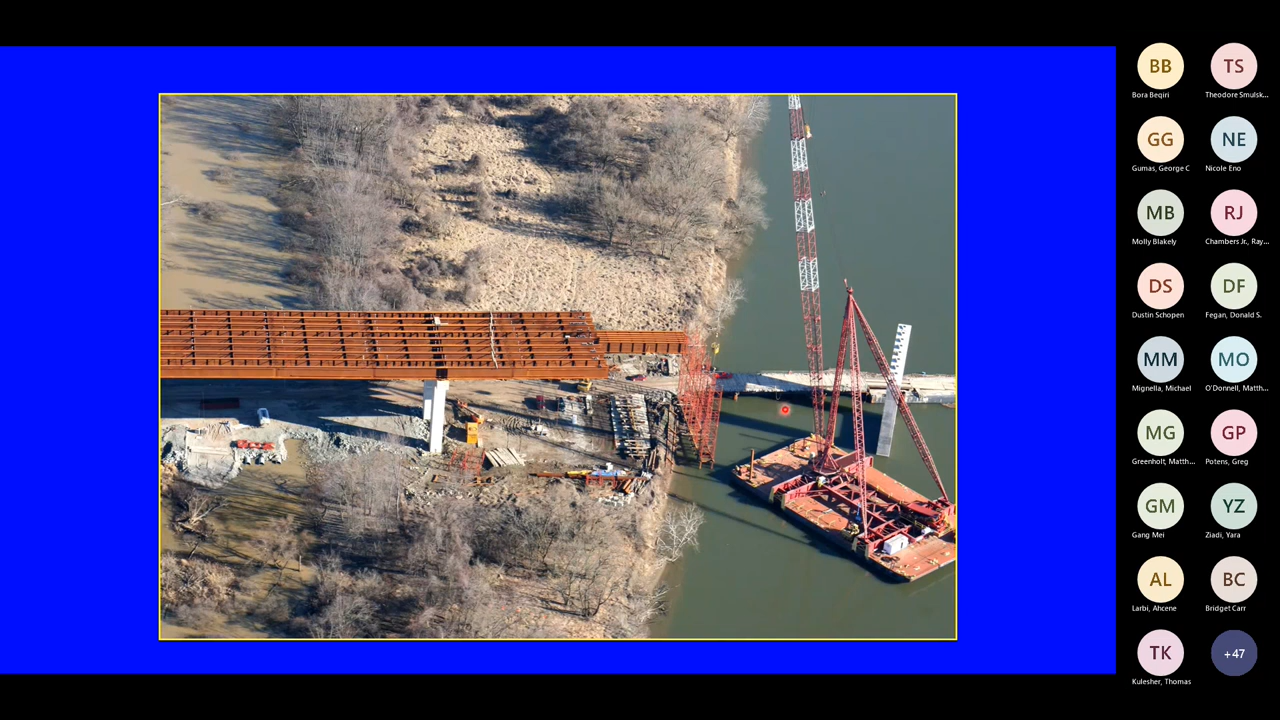 BB
TS
Bora Beqiri
Theodore Smulsk...
GG
NE
Gumas, George C
Nicole Eno
MB
RJ
Molly Blakely
Chambers Jr., Ray...
DS
DF
Dustin Schopen
Fegan, Donald S.
MM
MO
Mignella, Michael
O'Donnell, Matth...
MG
GP
Greenholt, Matth...
Potens, Greg
GM
YZ
Gang Mei
Ziadi, Yara
AL
BC
Larbi, Ahcene
Bridget Carr
TK
+47
Kulesher, Thomas